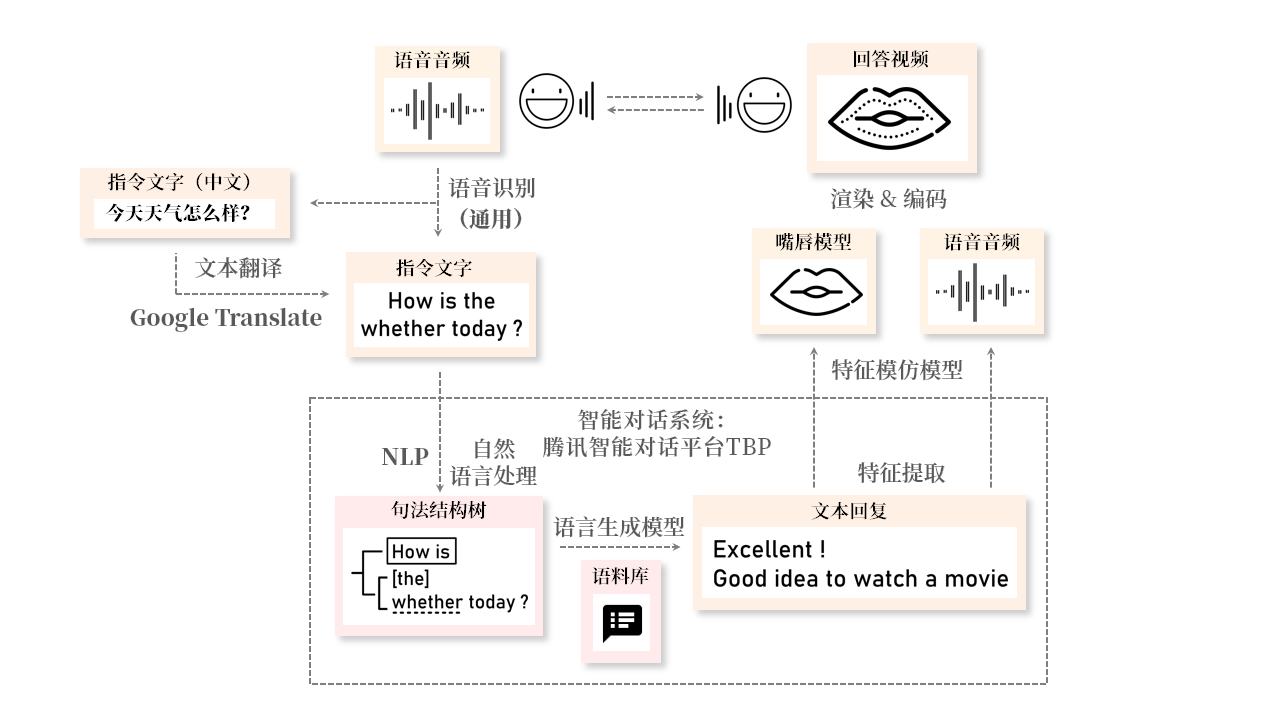 语音音频
回答视频
指令文字（中文）
今天天气怎么样?
语音识别
（通用）
渲染 & 编码
文本翻译
Google Translate
指令文字
How is the
whether today ?
嘴唇模型
语音音频
特征模仿模型
智能对话系统：
腾讯智能对话平台TBP
NLP
自然
语言处理
特征提取
句法结构树
How is
[the]
whether today ?
语言生成模型
语料库
文本回复
Excellent !
Good idea to watch a movie